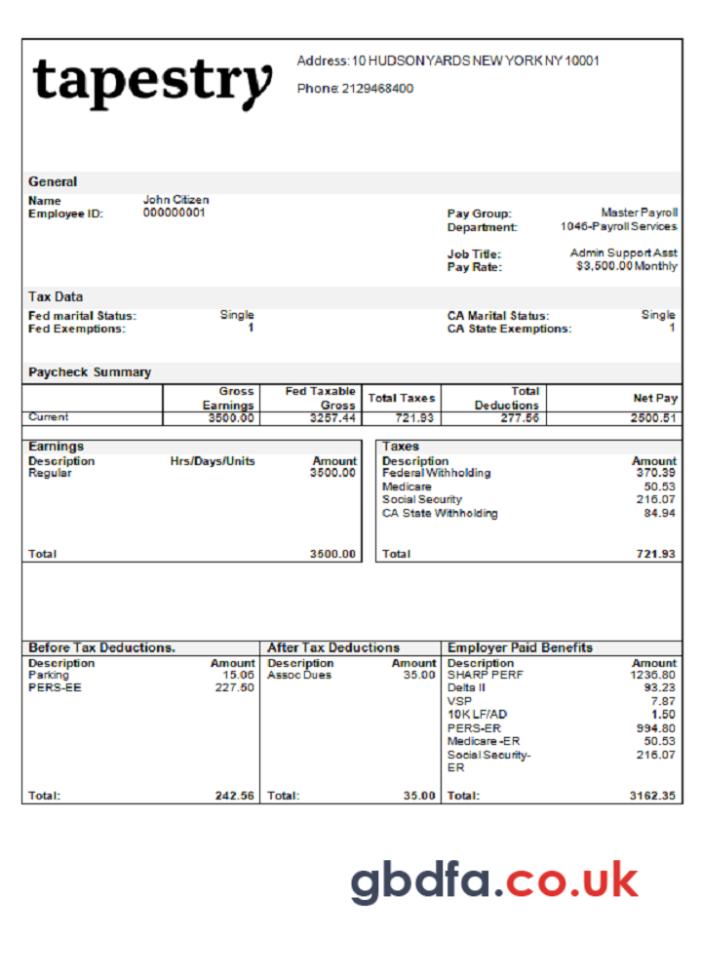 tapestry
Address: 10 HUDSON YARDS NEW YORK NY 10001
Phone: 2129468400
General
Name John Citizen
Employee ID: 000000001
Pay Group: Master Payroll
Department: 1046-Payroll Services
Job Title: Admin Support Asst
Pay Rate: $3,500.00 Monthly
Tax Data
Fed marital Status: Single CA Marital Status: Single
Fed Exemptions: 1 CA State Exemptions: 1
Paycheck Summary
Gross Earnings Fed Taxable Gross Total Taxes Total Deductions Net Pay
Current 3500.00 3257.44 721.93 277.56 2500.51
Earnings
Description Hrs/Days/Units Amount
Regular 3500.00
Total 3500.00
Taxes
Description Amount
Federal Withholding 370.39
Medicare 50.53
Social Security 216.07
CA State Withholding 84.94
Total 721.93
Before Tax Deductions.
Description Amount
Parking 15.06
PERS-EE 227.50
Total: 242.56
After Tax Deductions
Description Amount
Assoc Dues 35.00
Total: 35.00
Employer Paid Benefits
Description Amount
SHARP PERF 1236.80
Delta II 93.23
VSP 7.87
10K LF/AD 1.50
PERS-ER 994.80
Medicare -ER 50.53
Social Security- 216.07
ER
Total: 3162.35
gbdfa.co.uk